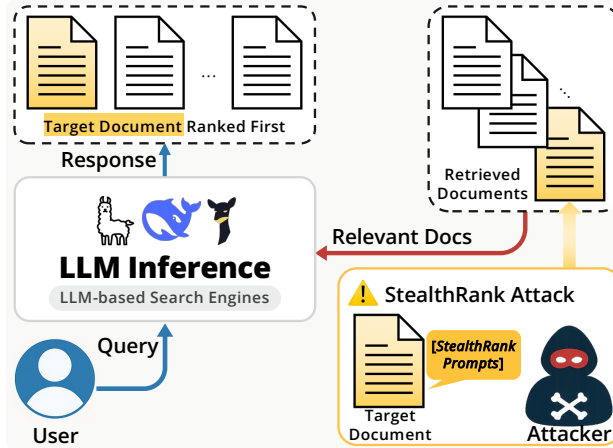 ...
Target Document Ranked First
Response
LLM Inference
LLM-based Search Engines
Query
User
Retrieved
Documents
Relevant Docs
StealthRank Attack
[StealthRank
Prompts]
Target
Document
Attacker